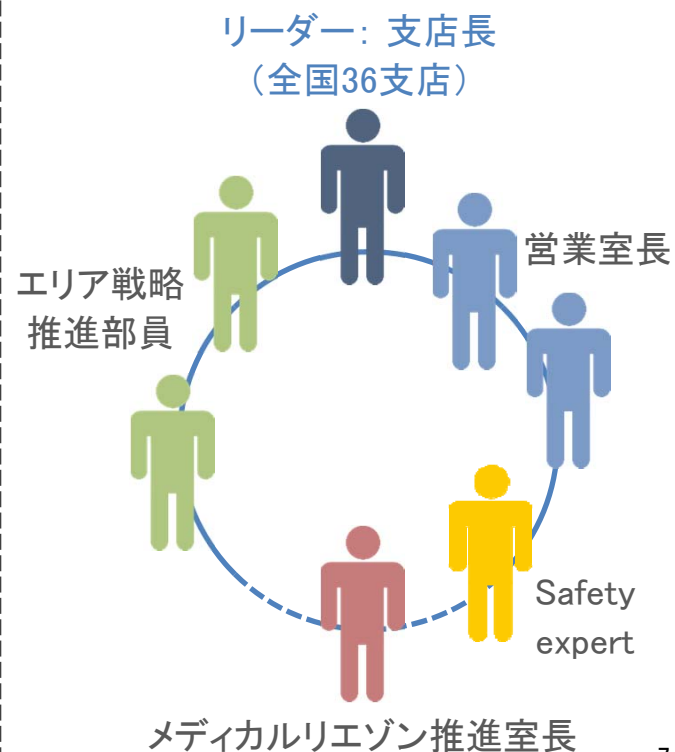 リーダー： 支店長
（全国36支店）
営業室長
エリア戦略
推進部員
Safety
expert
メディカルリエゾン推進室長
7